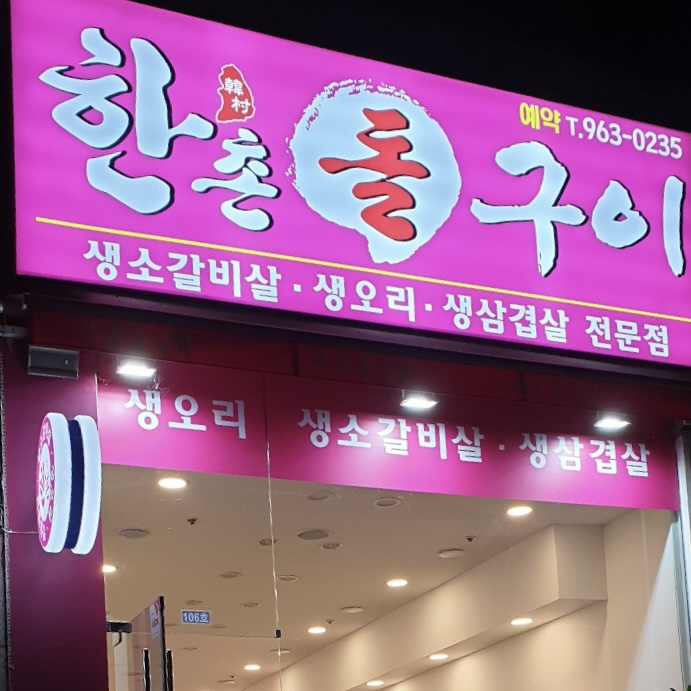 예약 T.963-0235
韓村
한촌 돌구이
생소갈비살 · 생오리 · 생삼겹살 전문점
생오리 생소갈비살 · 생삼겹살
106호